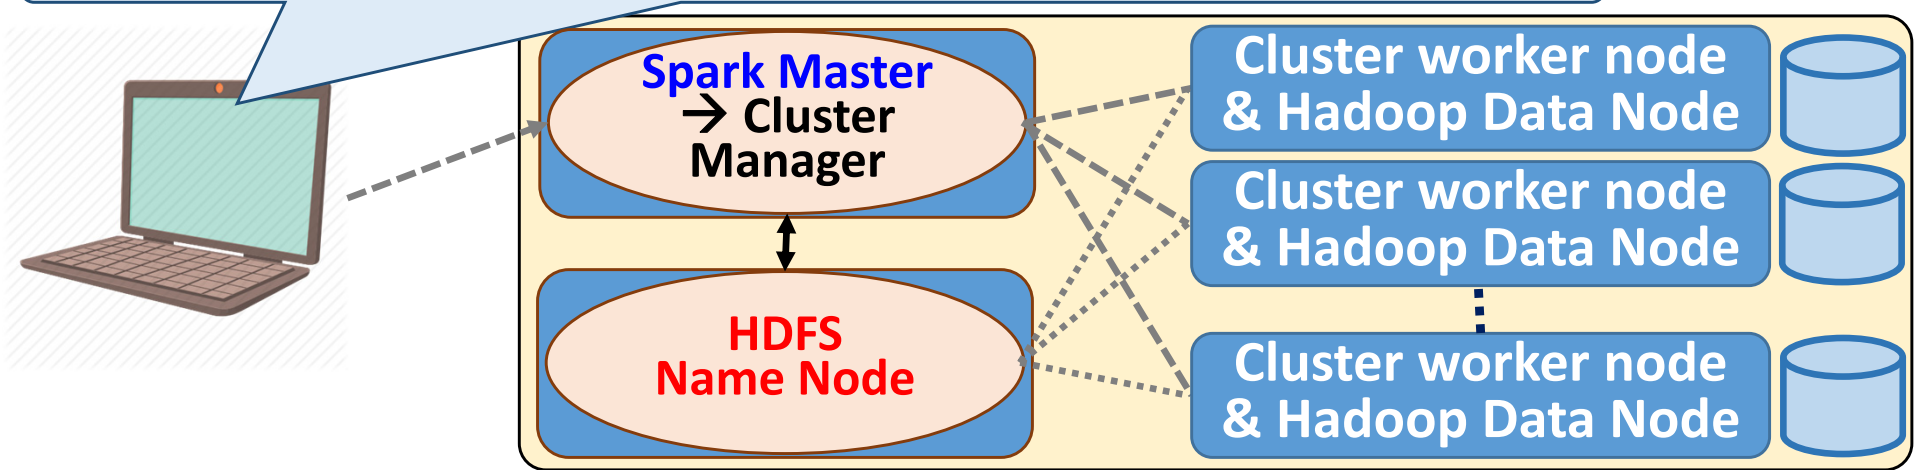 Spark Master
→ Cluster
Manager
HDFS
Name Node
Cluster worker node
& Hadoop Data Node
Cluster worker node
& Hadoop Data Node
Cluster worker node
& Hadoop Data Node